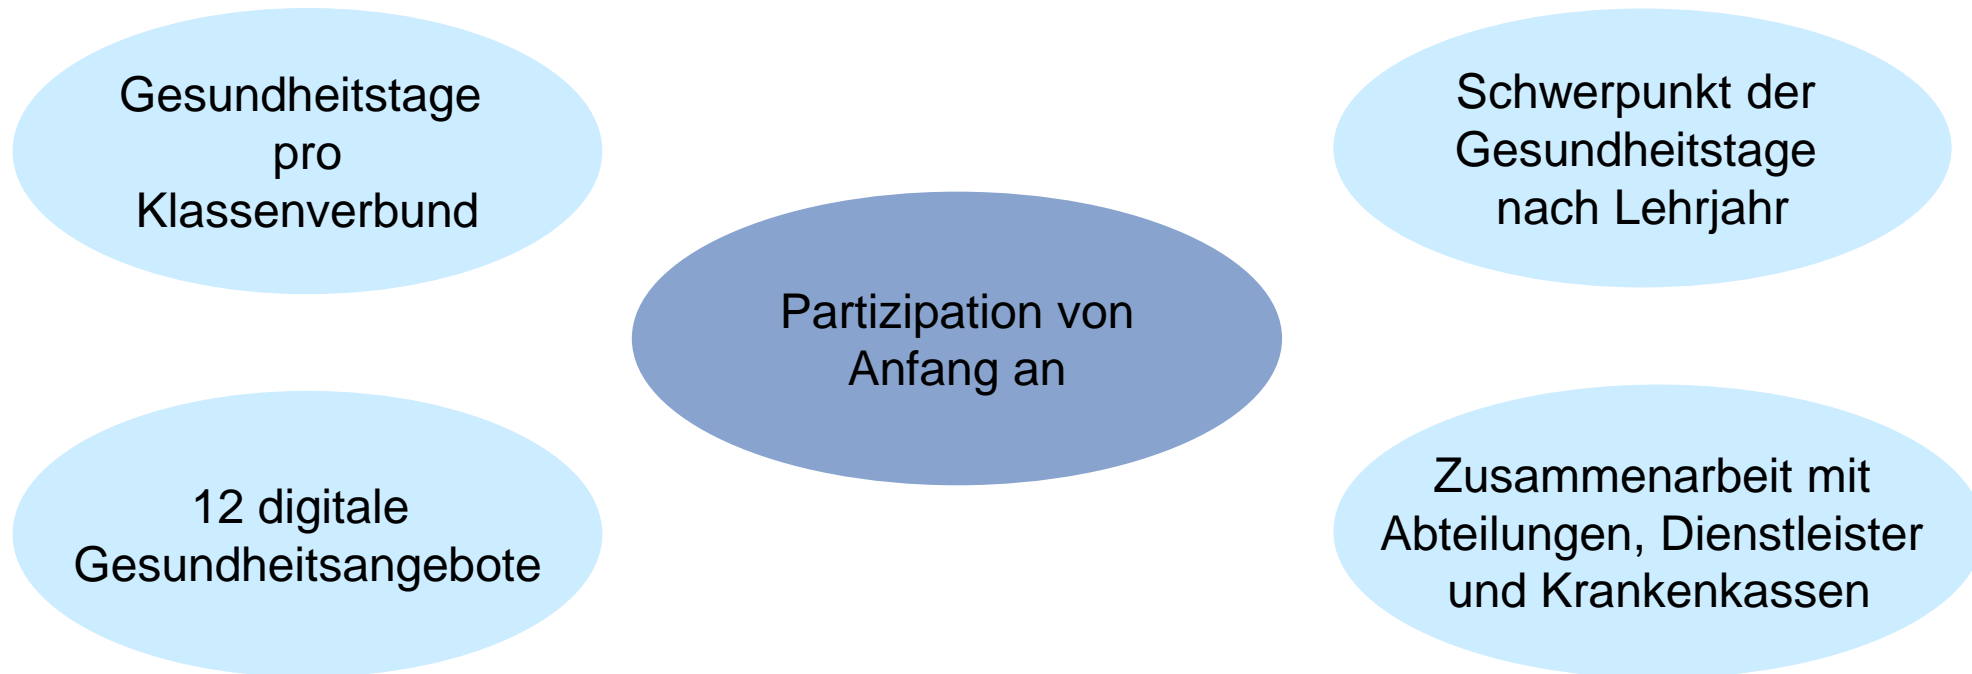 Gesundheitstage
pro
Klassenverbund
Schwerpunkt der
Gesundheitstage
nach Lehrjahr
Partizipation von
Anfang an
12 digitale
Gesundheitsangebote
Zusammenarbeit mit
Abteilungen, Dienstleister
und Krankenkassen